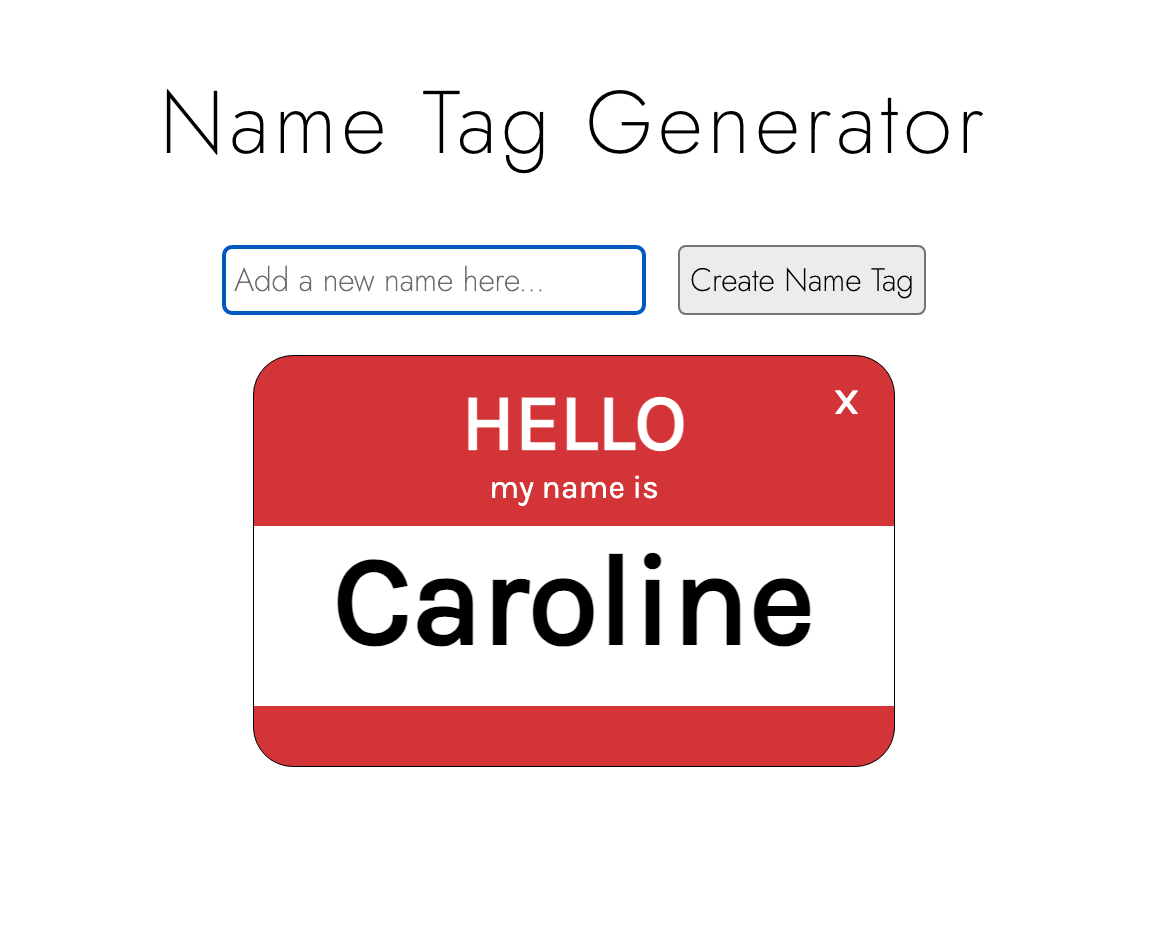 Name Tag Generator
Add a new name here...
Create Name Tag
HELLO
X
my name is
Caroline